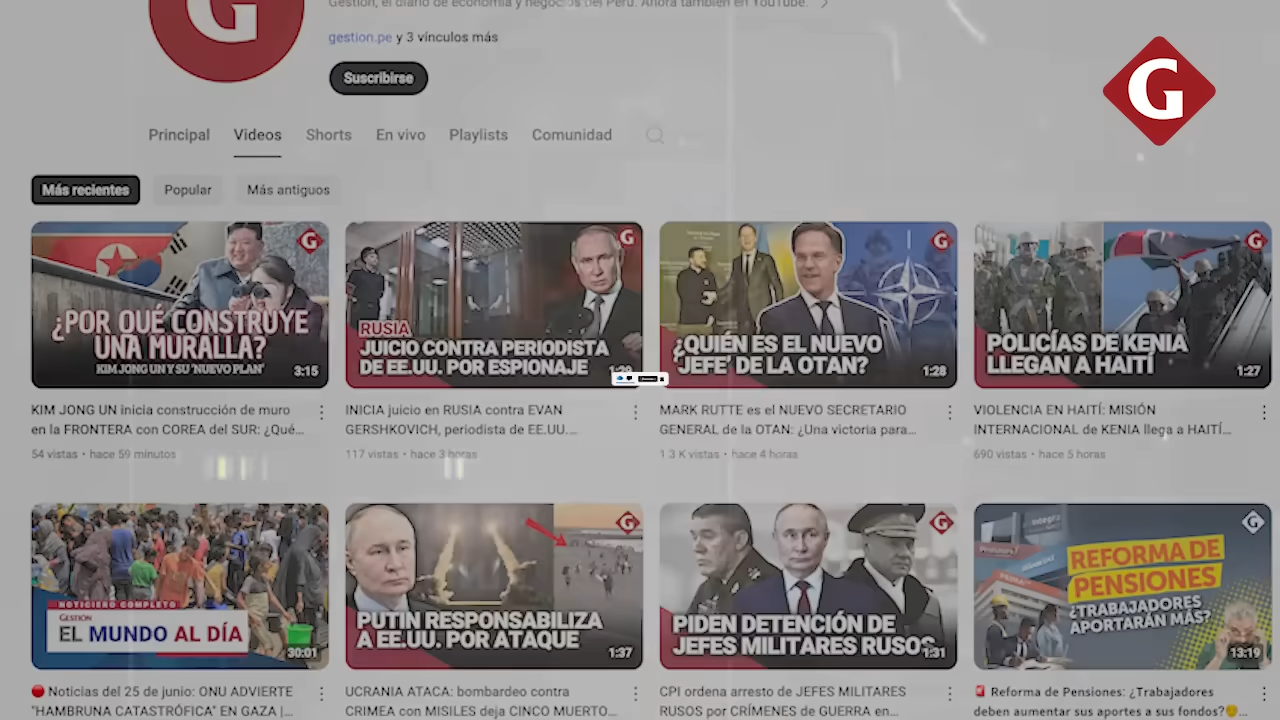 G
Gestión, el diario de economía y negocios del Perú. Ahora también en YouTube.
gestion.pe y 3 vínculos más
Suscribirse
G
Principal
Videos
Shorts
En vivo
Playlists
Comunidad
Más recientes
Popular
Más antiguos
G
¿POR QUÉ CONSTRUYE
UNA MURALLA?
KIM JONG UN Y SU 'NUEVO PLAN'
3:15
G
RUSIA
JUICIO CONTRA PERIODISTA
DE EE.UU. POR ESPIONAJE
G
¿QUIÉN ES EL NUEVO
'JEFE' DE LA OTAN?
1:28
G
POLICÍAS DE KENIA
LLEGAN A HAITÍ
1:27
KIM JONG UN inicia construcción de muro
en la FRONTERA con COREA del SUR: ¿Qué...
54 vistas • hace 59 minutos
INICIA juicio en RUSIA contra EVAN
GERSHKOVICH, periodista de EE.UU....
117 vistas • hace 3 horas
MARK RUTTE es el NUEVO SECRETARIO
GENERAL de la OTAN: ¿Una victoria para...
1 3 K vistas • hace 4 horas
VIOLENCIA EN HAITÍ: MISIÓN
INTERNACIONAL de KENIA llega a HAITÍ...
690 vistas • hace 5 horas
NOTICIERO COMPLETO
GESTIÓN
EL MUNDO AL DÍA
30:01
G
PUTIN RESPONSABILIZA
A EE.UU. POR ATAQUE
1:37
G
PIDEN DETENCIÓN DE
JEFES MILITARES RUSOS
1:31
G
integra
PRIMA
REFORMA DE
PENSIONES
¿TRABAJADORES
APORTARÁN MÁS?
13:19
Noticias del 25 de junio: ONU ADVIERTE
"HAMBRUNA CATASTRÓFICA" EN GAZA |...
UCRANIA ATACA: bombardeo contra
CRIMEA con MISILES deja CINCO MUERTO...
CPI ordena arresto de JEFES MILITARES
RUSOS por CRÍMENES de GUERRA en...
Reforma de Pensiones: ¿Trabajadores
deben aumentar sus aportes a sus fondos?...